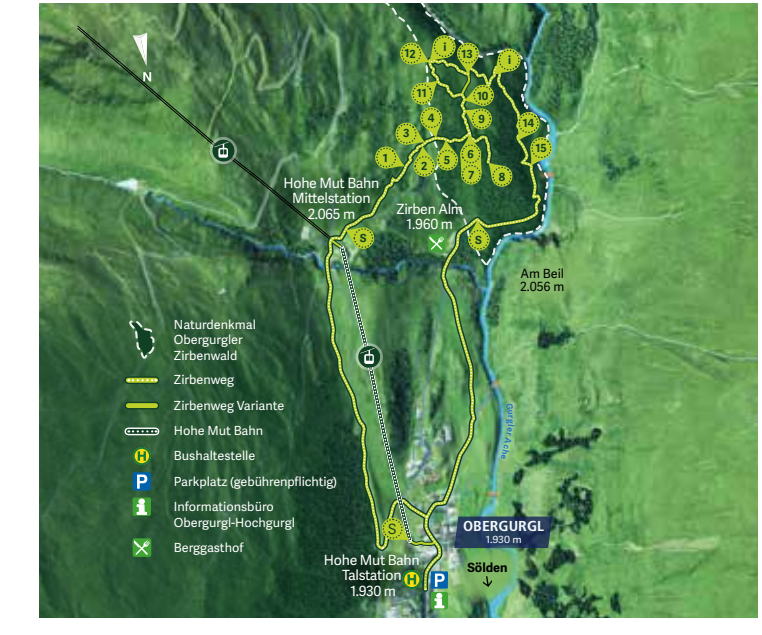 12
i
13
i
11
10
4
9
14
3
15
1
2
5
6
7
8
N
Hohe Mut Bahn
Mittelstation
2.065 m
Zirben Alm
1.960 m
S
S
Am Beil
2.056 m
Naturdenkmal
Obergurgler
Zirbenwald
Zirbenweg
Zirbenweg Variante
Hohe Mut Bahn
H
Bushaltestelle
P
Parkplatz (gebührenpflichtig)
i
Informationsbüro
Obergurgl-Hochgurgl
Berggasthof
Gurgler Ache
S
OBERGURGL
1.930 m
Hohe Mut Bahn
Talstation
1.930 m
H
P
i
Sölden